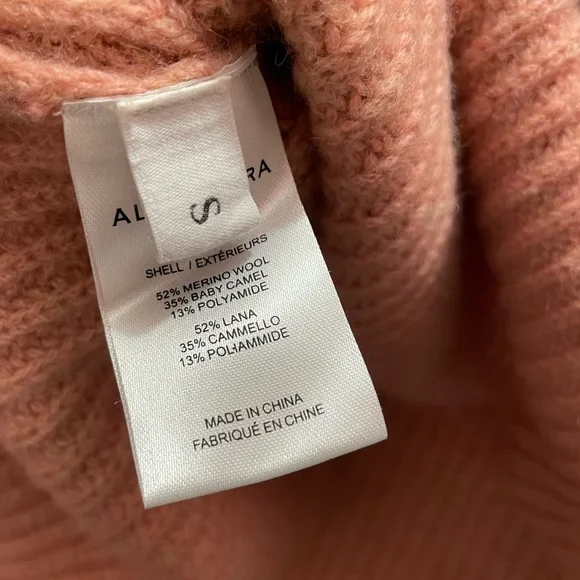 S
SHELL / EXTÉRIEURS
52% MERINO WOOL
35% BABY CAMEL
13% POLYAMIDE
52% LANA
35% CAMMELLO
13% POLIAMMIDE
MADE IN CHINA
FABRIQUÉ EN CHINE